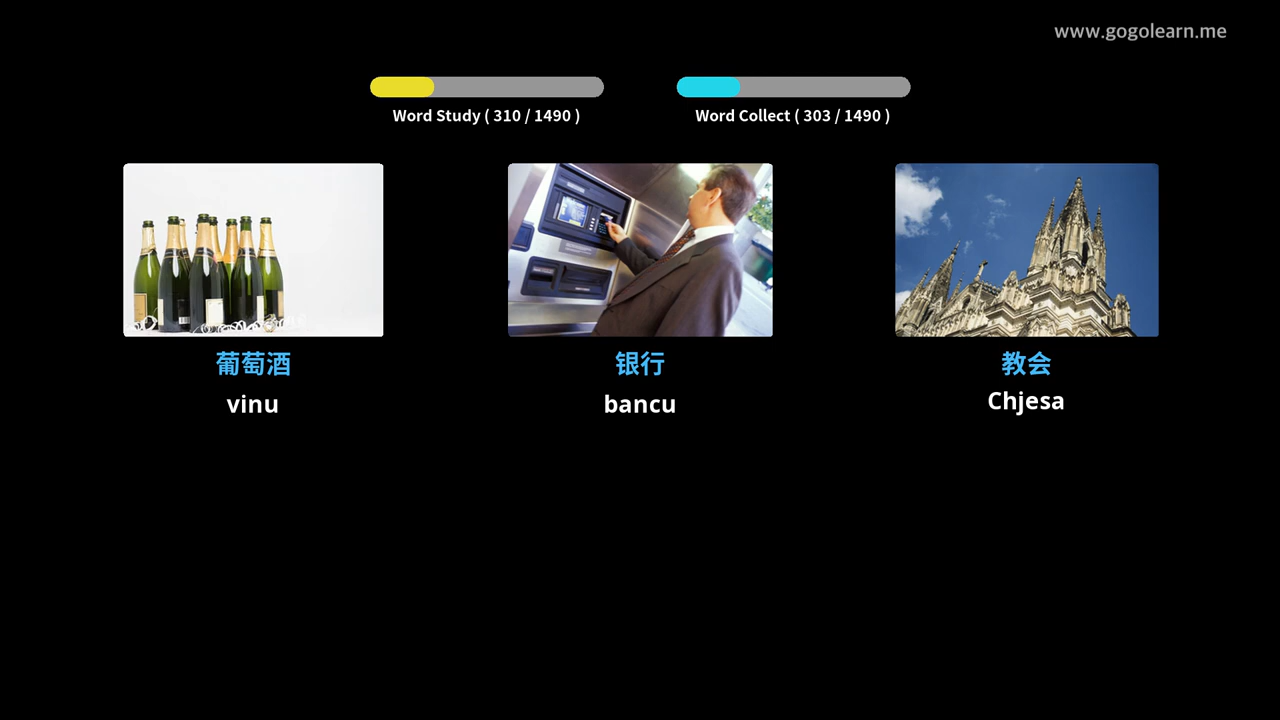 www.gogolearn.me
Word Study ( 310 / 1490 )
Word Collect ( 303 / 1490 )
葡萄酒
vinu
银行
bancu
教会
Chjesa